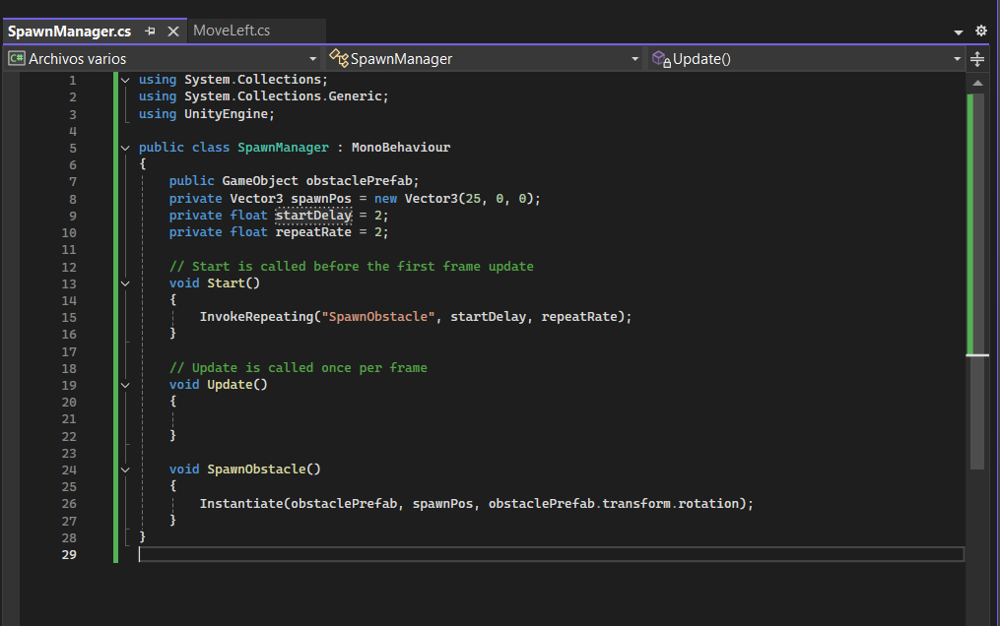 SpawnManager.cs MoveLeft.cs
C# Archivos varios SpawnManager Update()
1 using System.Collections;
2 using System.Collections.Generic;
3 using UnityEngine;
4
5 public class SpawnManager : MonoBehaviour
6 {
7     public GameObject obstaclePrefab;
8     private Vector3 spawnPos = new Vector3(25, 0, 0);
9     private float startDelay = 2;
10     private float repeatRate = 2;
11
12     // Start is called before the first frame update
13     void Start()
14     {
15         InvokeRepeating("SpawnObstacle", startDelay, repeatRate);
16     }
17
18     // Update is called once per frame
19     void Update()
20     {
21
22     }
23
24     void SpawnObstacle()
25     {
26         Instantiate(obstaclePrefab, spawnPos, obstaclePrefab.transform.rotation);
27     }
28 }
29